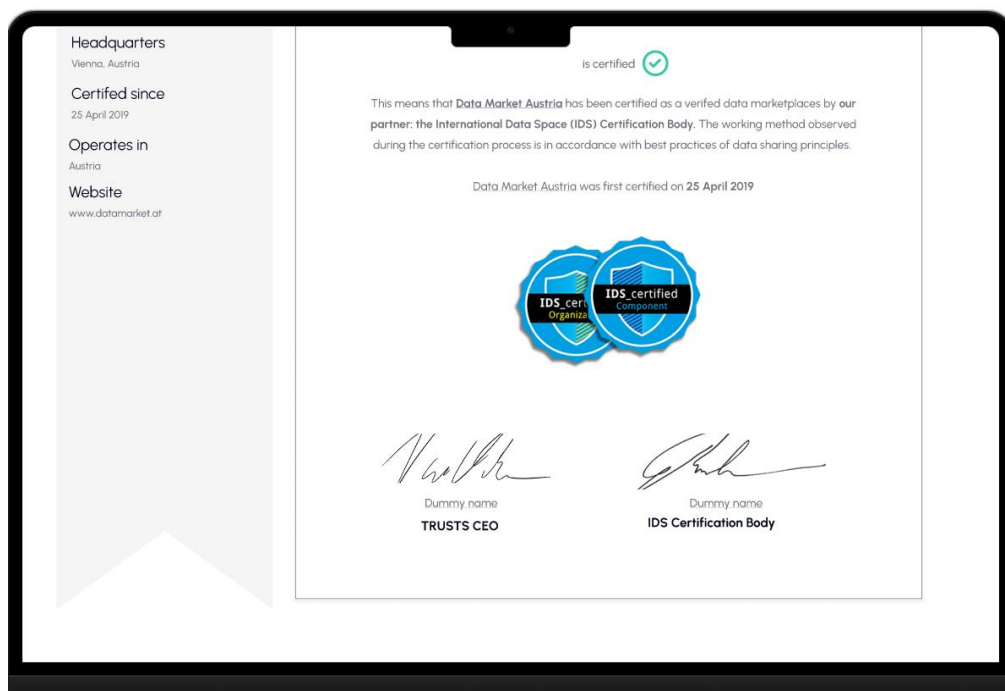 Headquarters
Vienna, Austria
Certifed since
25 April 2019
Operates in
Austria
Website
www.datamarket.at
is certified
This means that Data Market Austria has been certified as a verifed data marketplaces by our
partner: the International Data Space (IDS) Certification Body. The working method observed
during the certification process is in accordance with best practices of data sharing principles.
Data Market Austria was first certified on 25 April 2019
IDS_cert
Organiza
IDS_certified
Component
Dummy name
TRUSTS CEO
Dummy name
IDS Certification Body